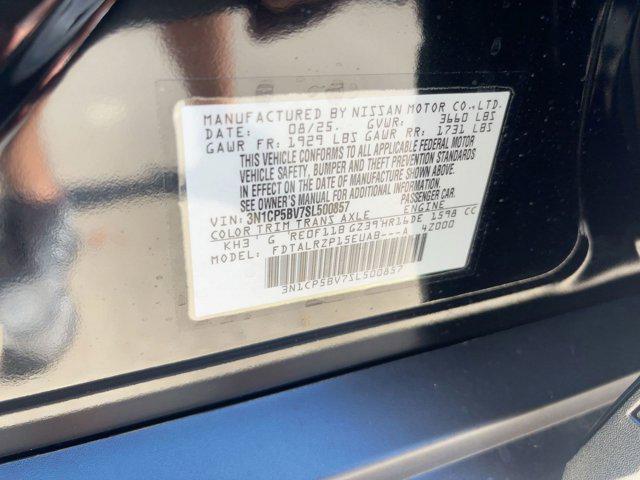 MANUFACTURED BY NISSAN MOTOR CO.,LTD.
DATE: 08/25. GVWR: 3660 LBS
GAWR FR: 1929 LBS GAWR RR: 1731 LBS
THIS VEHICLE CONFORMS TO ALL APPLICABLE FEDERAL MOTOR
VEHICLE SAFETY, BUMPER AND THEFT PREVENTION STANDARDS
IN EFFECT ON THE DATE OF MANUFACTURE SHOWN ABOVE.
SEE OWNER'S MANUAL FOR ADDITIONAL INFORMATION.
VIN: 3N1CP5BV7SL500857 PASSENGER CAR.
COLOR TRIM TRANS AXLE ENGINE
KH3 G RE0F11B GZ39 HR16DE 1598 CC
MODEL: FDTALRZP15EUAB---A 4Z000
3N1CP5BV7SL500857